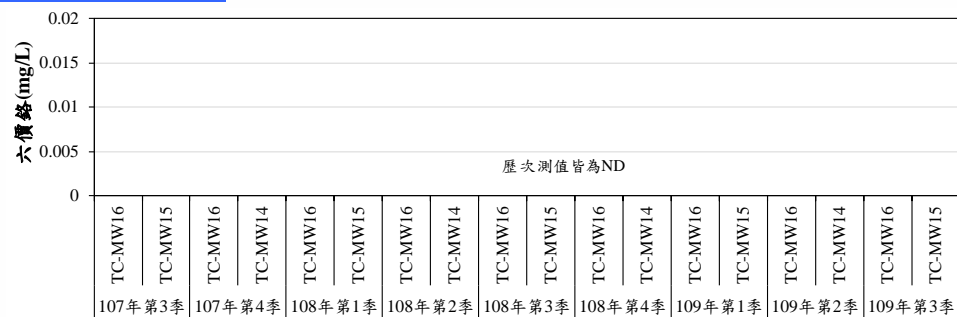 0.02
0.015
0.01
0.005
0
六價鉻(mg/L)
歷次測值皆為ND
TC-MW16 TC-MW15 TC-MW16 TC-MW14 TC-MW16 TC-MW15 TC-MW16 TC-MW14 TC-MW16 TC-MW15 TC-MW16 TC-MW14 TC-MW16 TC-MW15 TC-MW16 TC-MW14 TC-MW16 TC-MW15
107年第3季 107年第4季 108年第1季 108年第2季 108年第3季 108年第4季 109年第1季 109年第2季 109年第3季